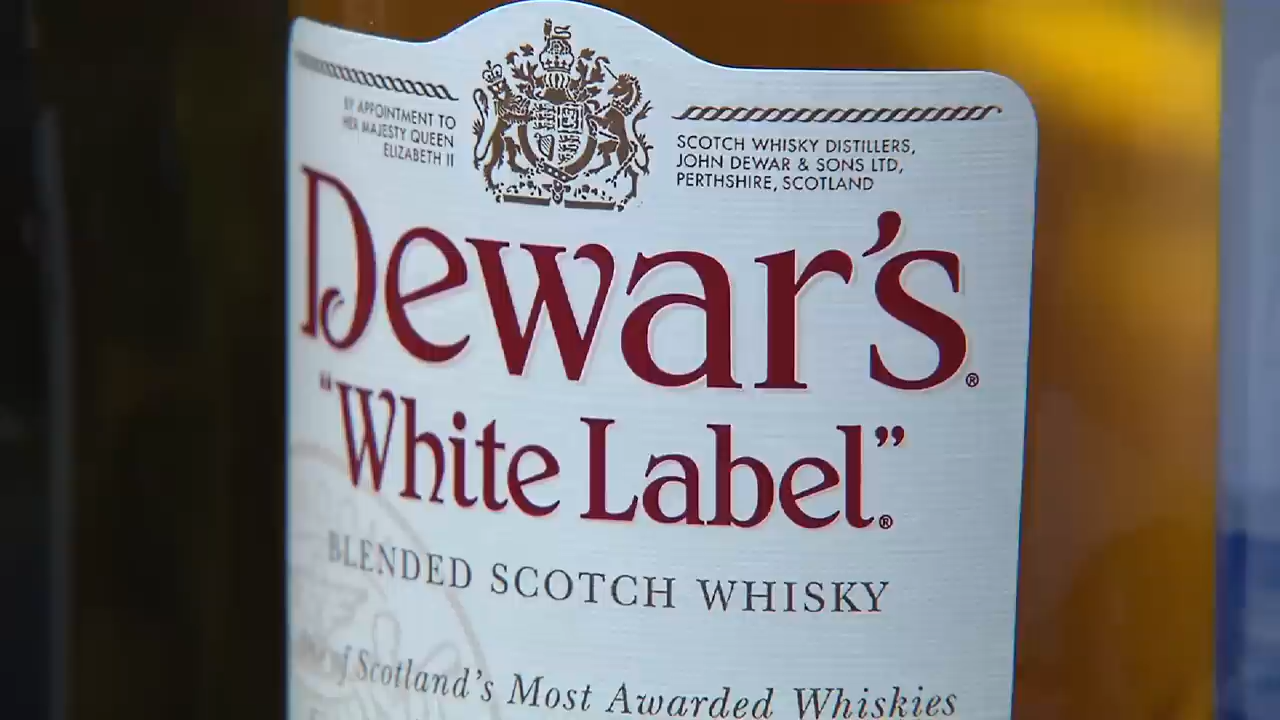 BY APPOINTMENT TO
HER MAJESTY QUEEN
ELIZABETH II
SCOTCH WHISKY DISTILLERS,
JOHN DEWAR & SONS LTD,
PERTHSHIRE, SCOTLAND
Dewar's®
"White Label"®
BLENDED SCOTCH WHISKY
of Scotland's Most Awarded Whiskies